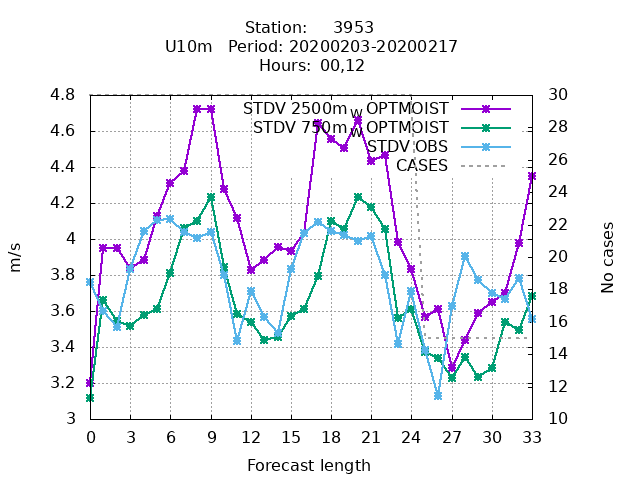 Station: 3953
U10m Period: 20200203-20200217
Hours: 00,12
STDV 2500m_W OPTMOIST
STDV 750m_W OPTMOIST
STDV OBS
CASES
m/s
4.8
4.6
4.4
4.2
4
3.8
3.6
3.4
3.2
3
30
28
26
24
22
20
18
16
14
12
10
No cases
0 3 6 9 12 15 18 21 24 27 30 33
Forecast length